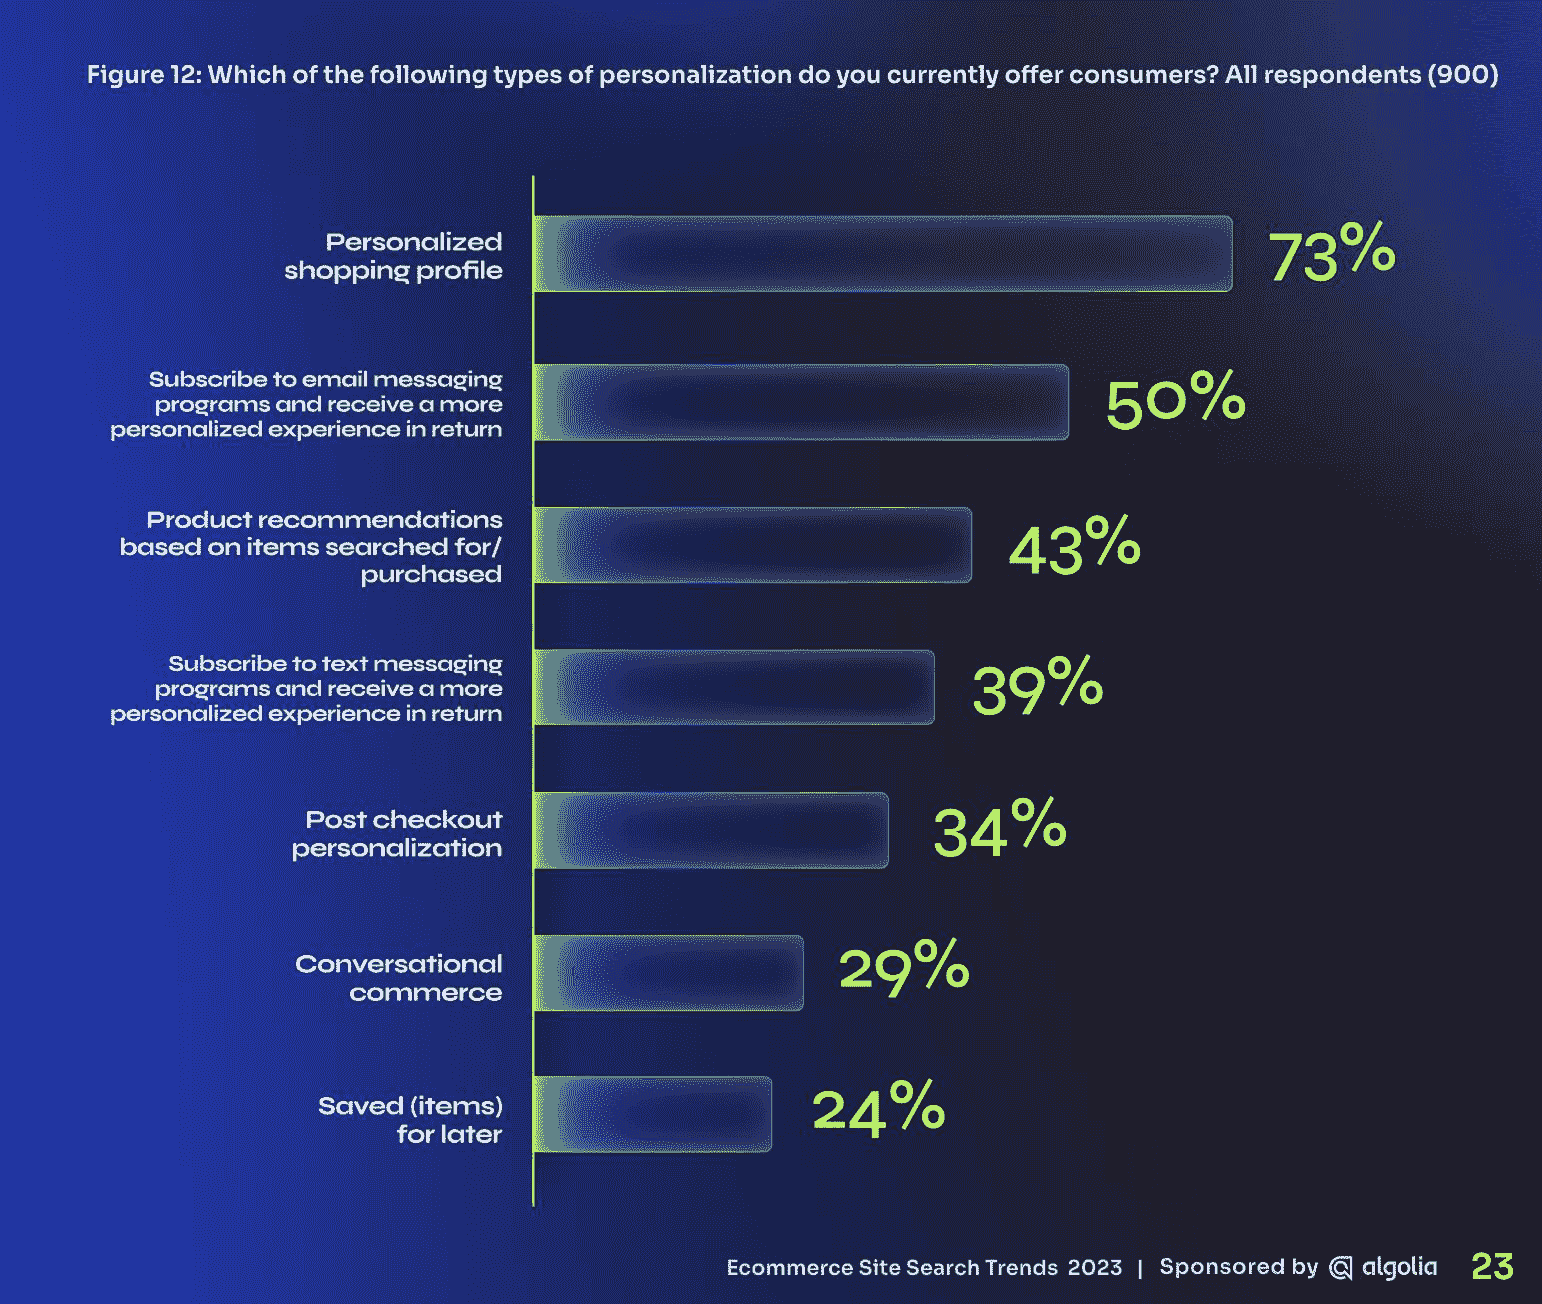 Figure 12: Which of the following types of personalization do you currently offer consumers? All respondents (900)
Personalized
shopping profile
73%
Subscribe to email messaging
programs and receive a more
personalized experience in return
50%
Product recommendations
based on items searched for/
purchased
43%
Subscribe to text messaging
programs and receive a more
personalized experience in return
39%
Post checkout
personalization
34%
Conversational
commerce
29%
Saved (items)
for later
24%
Ecommerce Site Search Trends 2023 | Sponsored by algolia 23